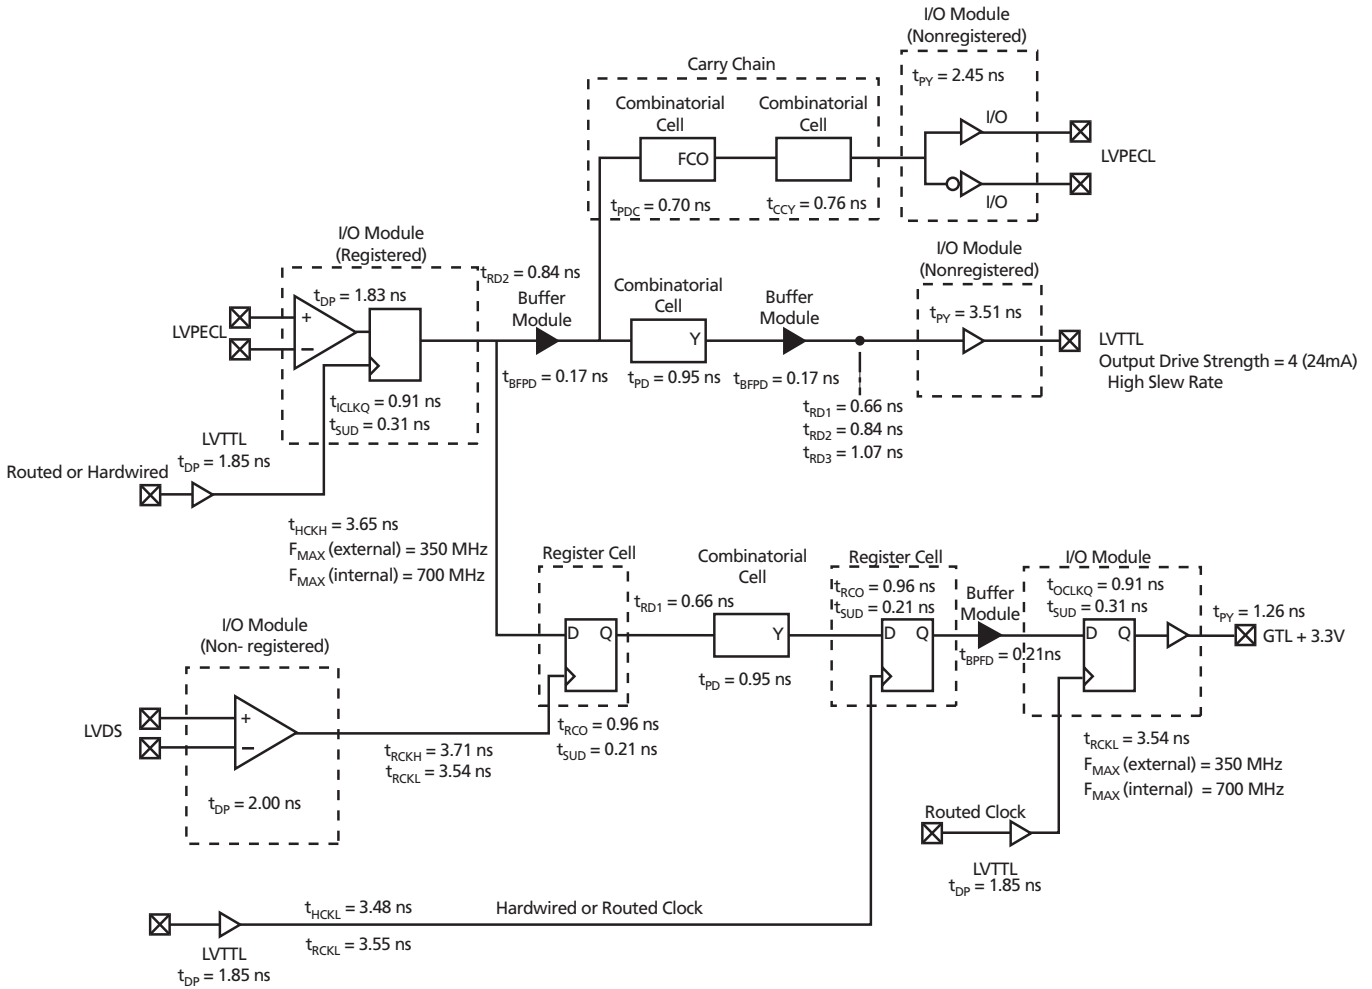 I/O Module
(Nonregistered)
tPY = 2.45 ns
I/O
I/O
LVPECL
Carry Chain
Combinatorial
Cell
Combinatorial
Cell
FCO
tPDC = 0.70 ns
tCCY = 0.76 ns
I/O Module
(Registered)
tDP = 1.83 ns
LVPECL
+
−
tICLKQ = 0.91 ns
tSUD = 0.31 ns
tRD2 = 0.84 ns
Buffer
Module
tBFPD = 0.17 ns
Combinatorial
Cell
Y
tPD = 0.95 ns
Buffer
Module
tBFPD = 0.17 ns
tRD1 = 0.66 ns
tRD2 = 0.84 ns
tRD3 = 1.07 ns
I/O Module
(Nonregistered)
tPY = 3.51 ns
LVTTL
Output Drive Strength = 4 (24mA)
High Slew Rate
LVTTL
tDP = 1.85 ns
Routed or Hardwired
tHCKH = 3.65 ns
FMAX (external) = 350 MHz
FMAX (internal) = 700 MHz
I/O Module
(Non- registered)
LVDS
+
−
tDP = 2.00 ns
tRCKH = 3.71 ns
tRCKL = 3.54 ns
Register Cell
D Q
tRCO = 0.96 ns
tSUD = 0.21 ns
tRD1 = 0.66 ns
Combinatorial
Cell
Y
tPD = 0.95 ns
Register Cell
tRCO = 0.96 ns
tSUD = 0.21 ns
D Q
Buffer
Module
tBPFD = 0.21ns
I/O Module
tOCLKQ = 0.91 ns
tSUD = 0.31 ns
D Q
tPY = 1.26 ns
GTL + 3.3V
tRCKL = 3.54 ns
FMAX (external) = 350 MHz
FMAX (internal) = 700 MHz
Routed Clock
LVTTL
tDP = 1.85 ns
tHCKL = 3.48 ns
Hardwired or Routed Clock
tRCKL = 3.55 ns
LVTTL
tDP = 1.85 ns